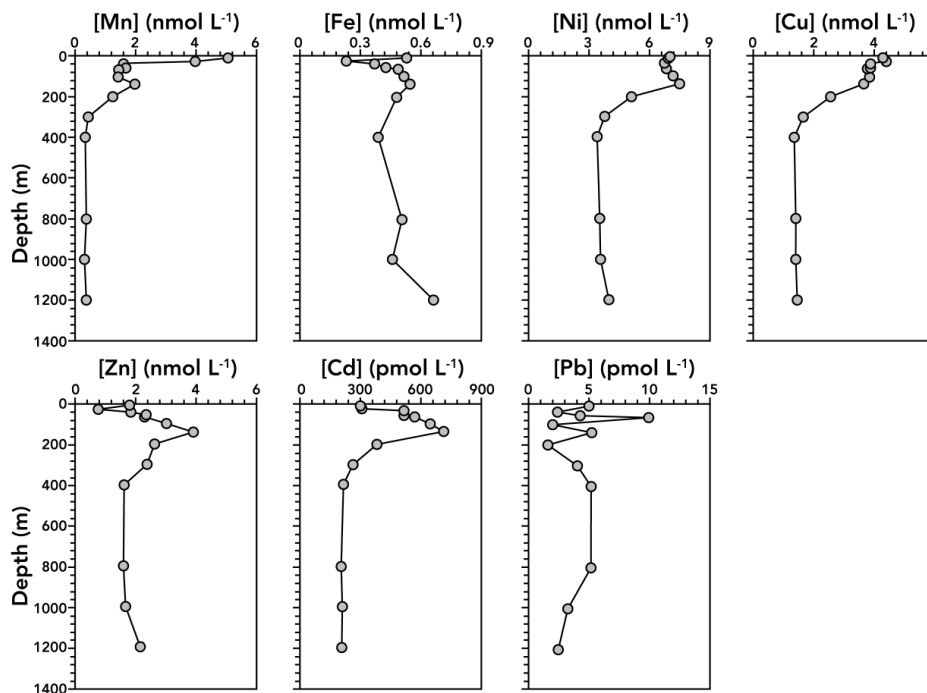 [Mn] (nmol L⁻¹) [Fe] (nmol L⁻¹) [Ni] (nmol L⁻¹) [Cu] (nmol L⁻¹)
0 2 4 6 0 0.3 0.6 0.9 0 3 6 9 0 2 4
0
200
400
600
800
1000
1200
1400
Depth (m)
[Zn] (nmol L⁻¹) [Cd] (pmol L⁻¹) [Pb] (pmol L⁻¹)
0 2 4 6 0 300 600 900 0 5 10 15
0
200
400
600
800
1000
1200
1400
Depth (m)